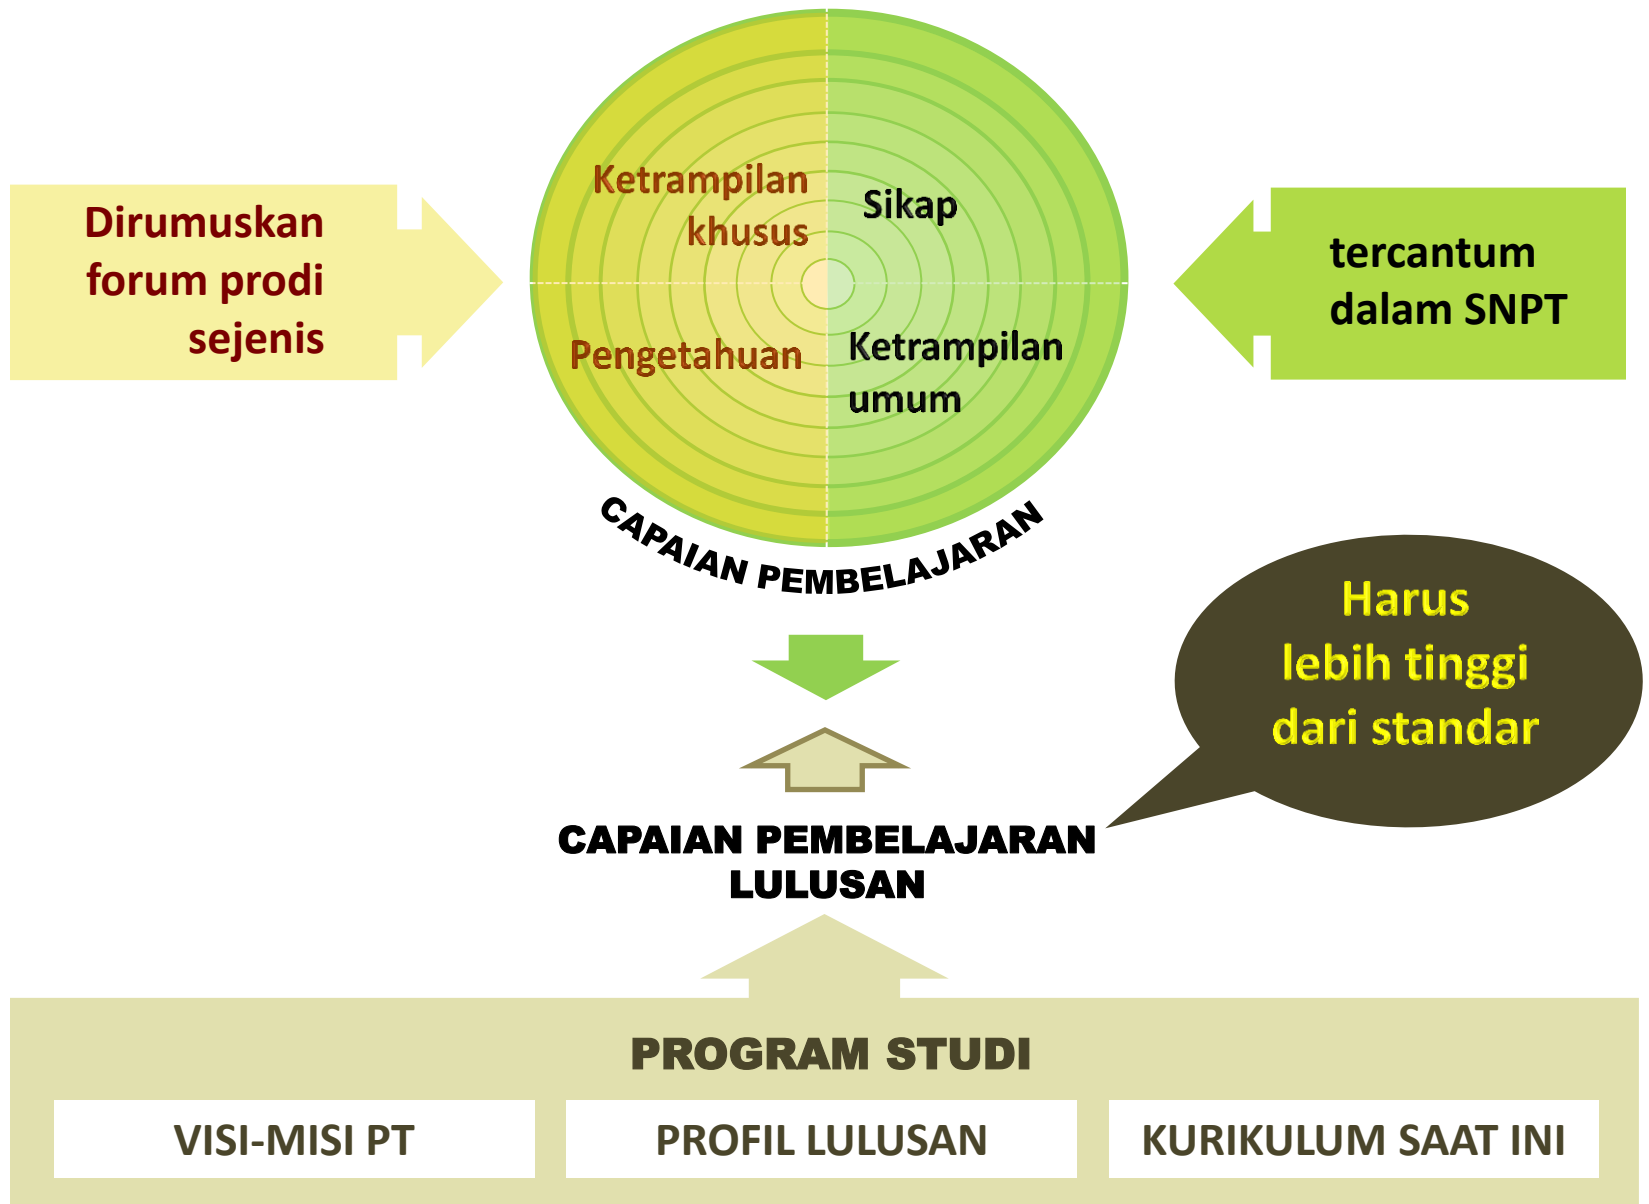 Ketrampilan
khusus
Sikap
Dirumuskan
forum prodi
sejenis
tercantum
dalam SNPT
Pengetahuan
Ketrampilan
umum
CAPAIAN PEMBELAJARAN
Harus
lebih tinggi
dari standar
CAPAIAN PEMBELAJARAN
LULUSAN
PROGRAM STUDI
VISI-MISI PT
PROFIL LULUSAN
KURIKULUM SAAT INI